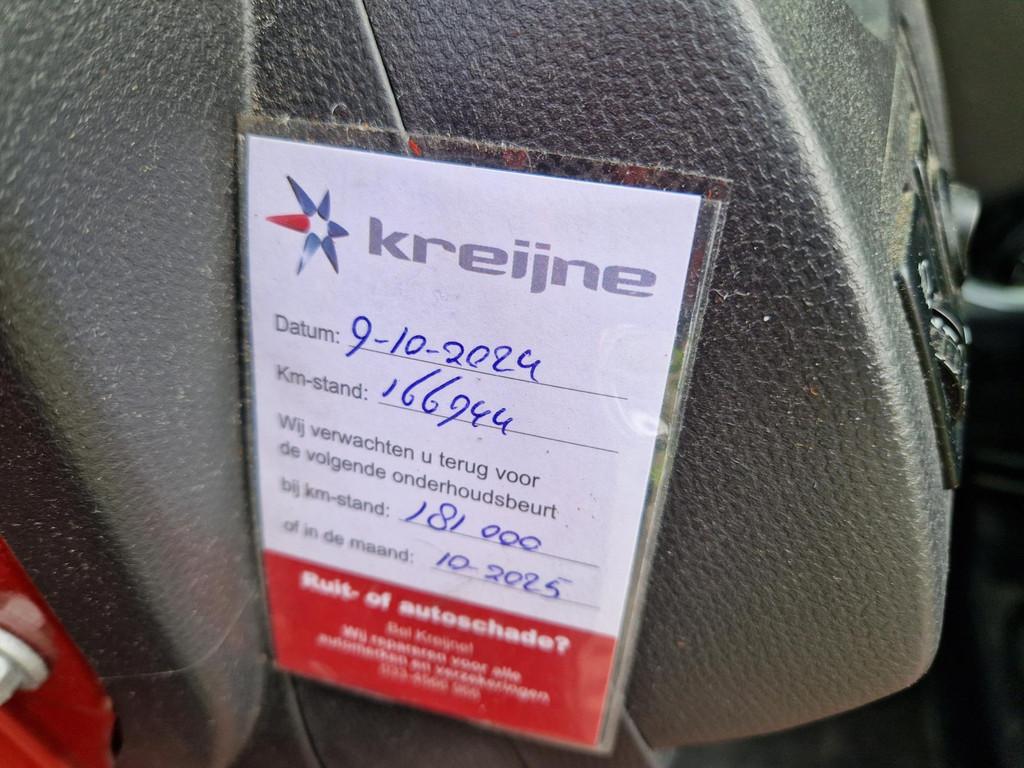 kreijne
Datum: 9-10-2024
Km-stand: 166944
Wij verwachten u terug voor
de volgende onderhoudsbeurt
bij km-stand: 181 000
of in de maand: 10-2025
Ruit- of autoschade?
Bel Kreijne!
Wij repareren voor alle
automerken en verzekeringen